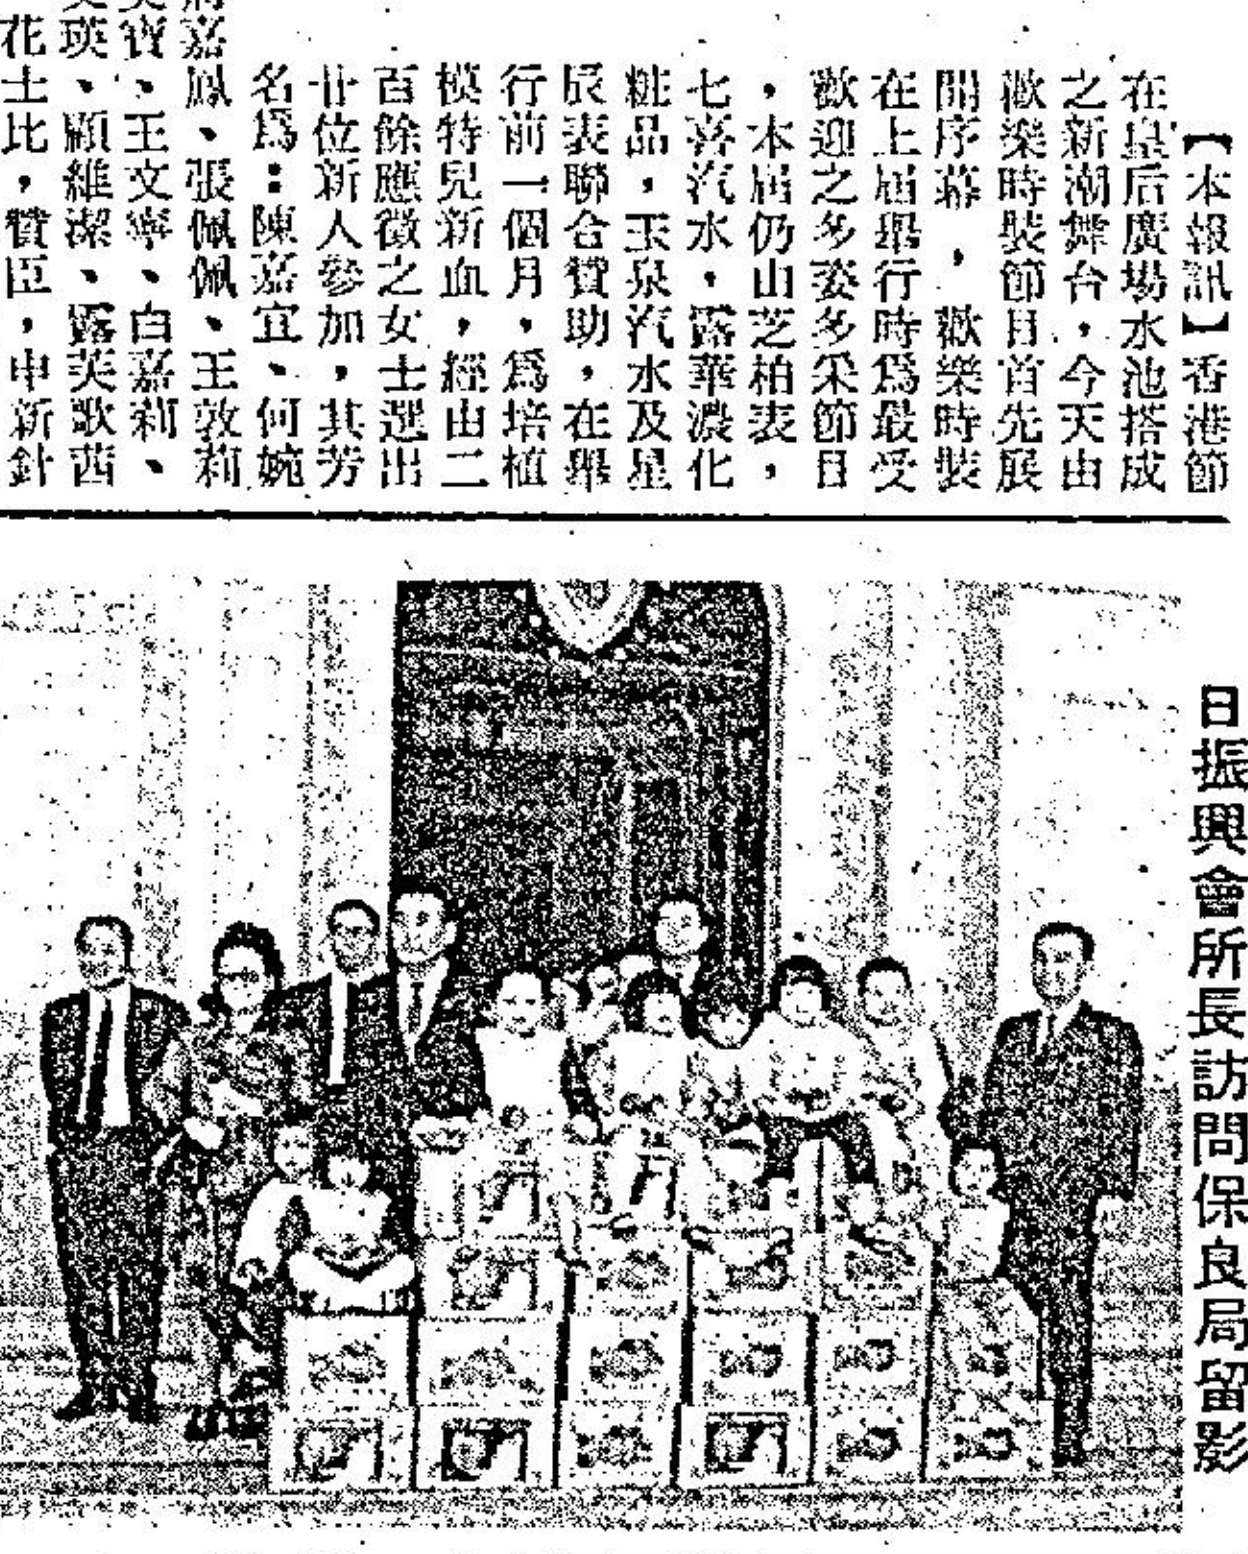 【本報訊】香港節
在皇后廣場水池搭成
之新潮舞台，今天由
歡樂時裝節目首先展
開序幕，歡樂時裝
在上屆舉行時為最受
歡迎之多姿多采節目
，本屆仍由芝柏表，
七喜汽水，露華濃化
粧品，玉泉汽水及星
辰表聯合贊助，在舉
行前一個月，為培植
模特兒新血，經由二
百餘應徵之女士選出
廿位新人參加，其芳
名為：陳嘉宜、何婉
嘉鳳、張佩佩、王敦莉
寶、王文寧、白嘉莉、
瑛、顧維潔、露芙歌西
花士比，贊臣，申新針
日振興會所長訪問保良局留影